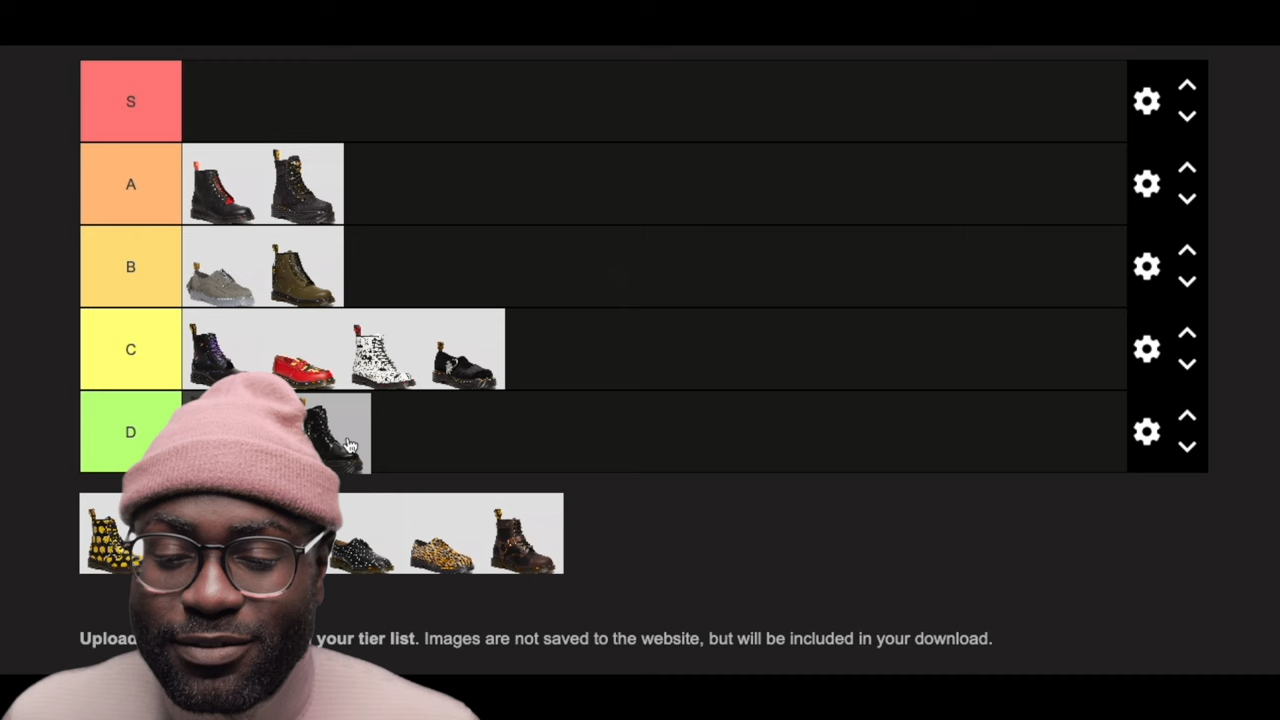 S
A
B
C
D
Upload
your tier list. Images are not saved to the website, but will be included in your download.